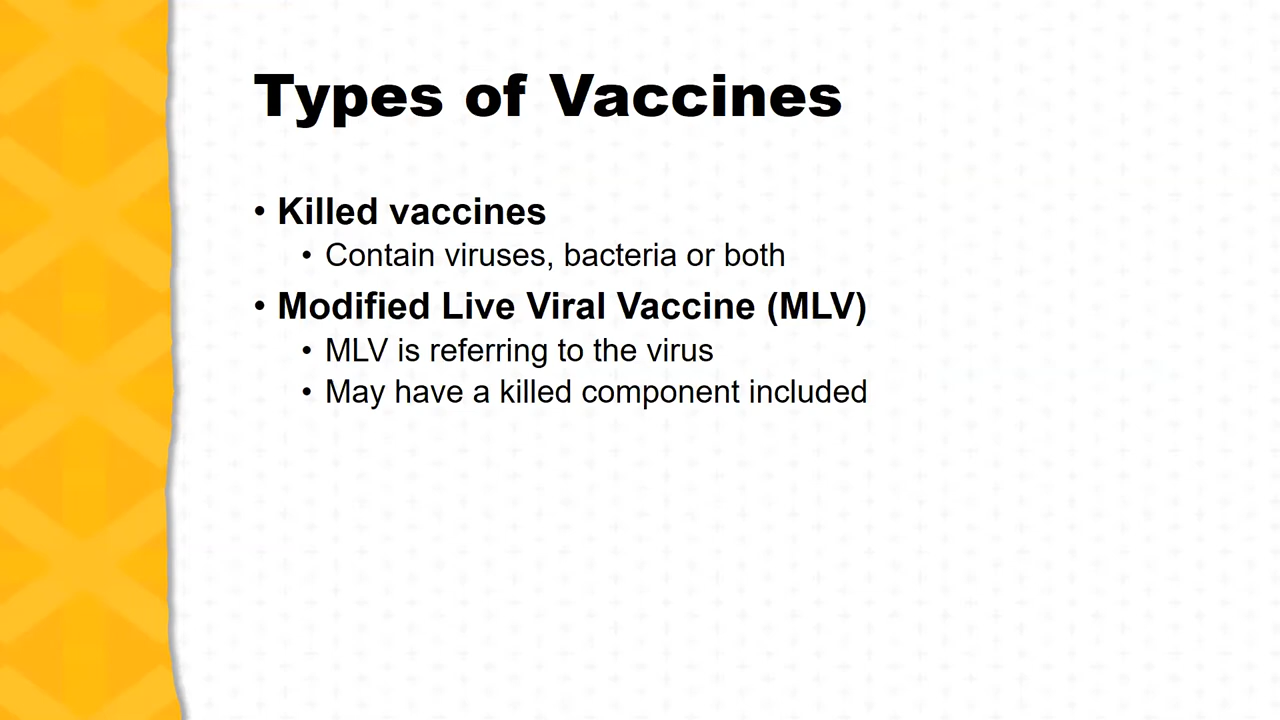 Types of Vaccines
• Killed vaccines
• Contain viruses, bacteria or both
• Modified Live Viral Vaccine (MLV)
• MLV is referring to the virus
• May have a killed component included